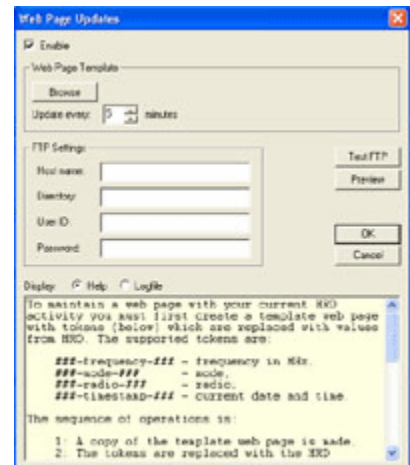 Web Page Updates
Enable
Web Page Template
Browse
Update every: 5 minutes
FTP Settings
Host name:
Directory:
User ID:
Password:
Test FTP
Preview
OK
Cancel
Display: Help Logfile
To maintain a web page with your current HRD
activity you must first create a template web page
with tokens (below) which are replaced with values
from HRD. The supported tokens are:
###-frequency-### - frequency in MHz.
###-mode-### - mode.
###-radio-### - radio.
###-timestamp-### - current date and time.
The sequence of operations is:
1: A copy of the template web page is made.
2: The tokens are replaced with the HRD